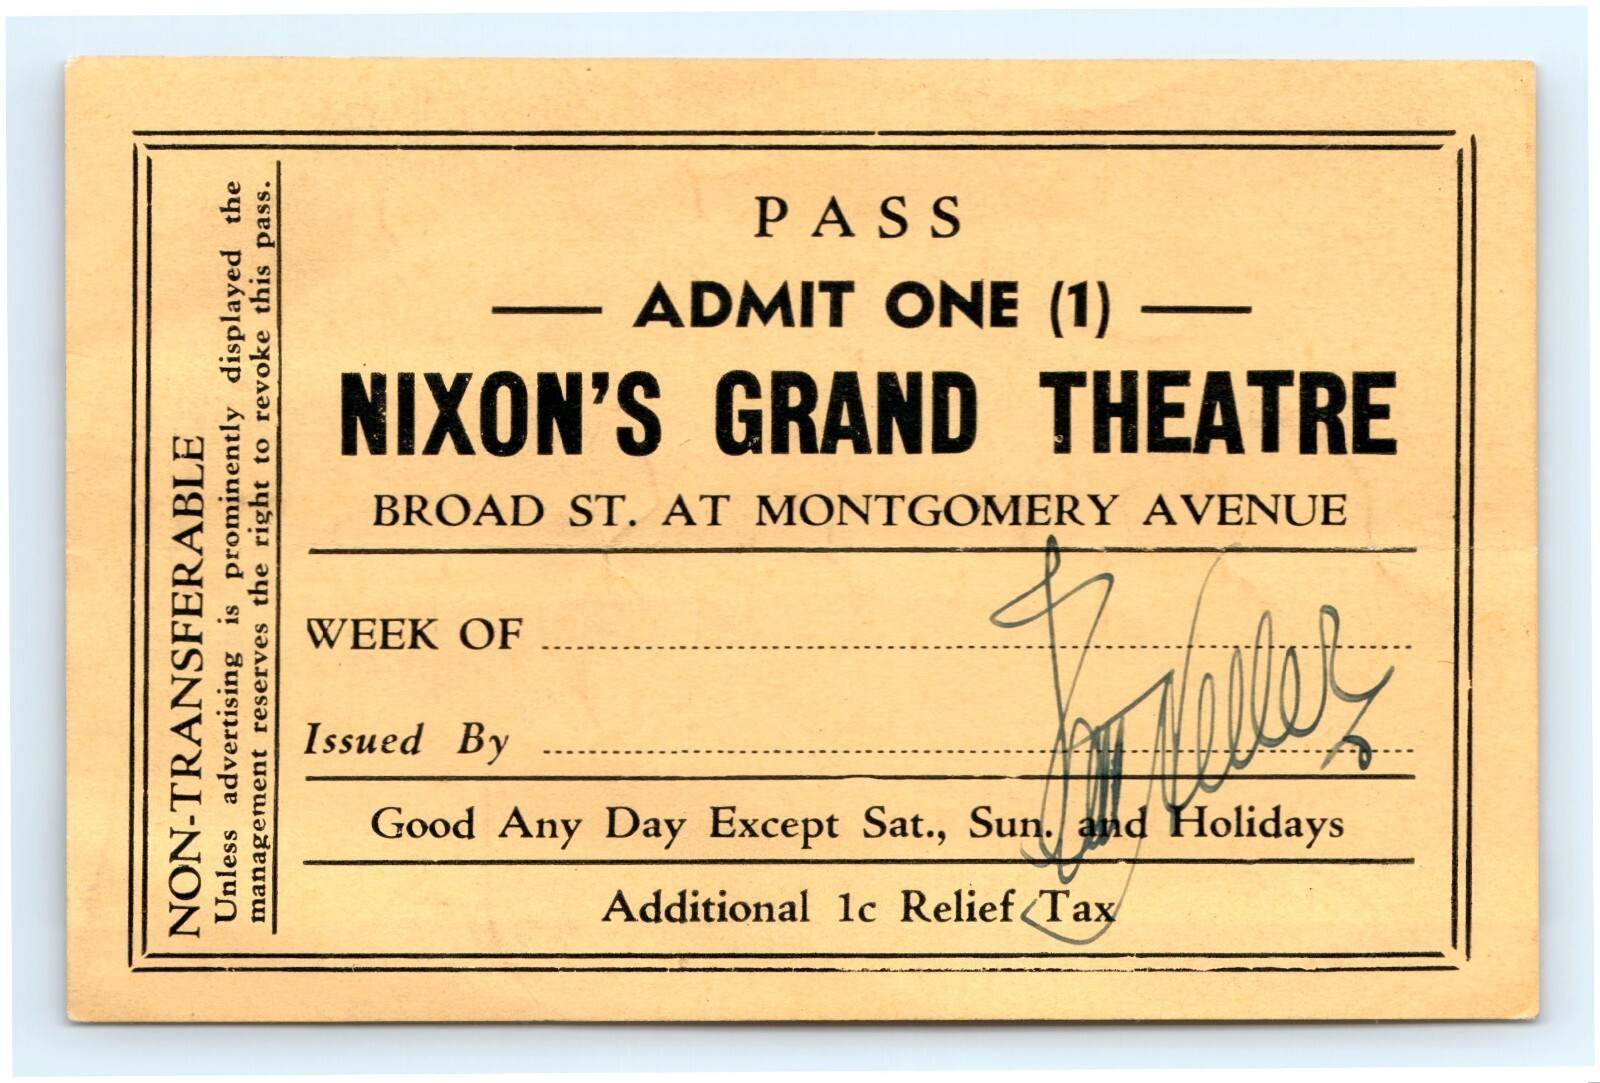 PASS
— ADMIT ONE (1) —
NIXON'S GRAND THEATRE
BROAD ST. AT MONTGOMERY AVENUE
WEEK OF
Issued By
Good Any Day Except Sat., Sun. and Holidays
Additional 1c Relief Tax
NON-TRANSFERABLE
Unless advertising is prominently displayed the
management reserves the right to revoke this pass.